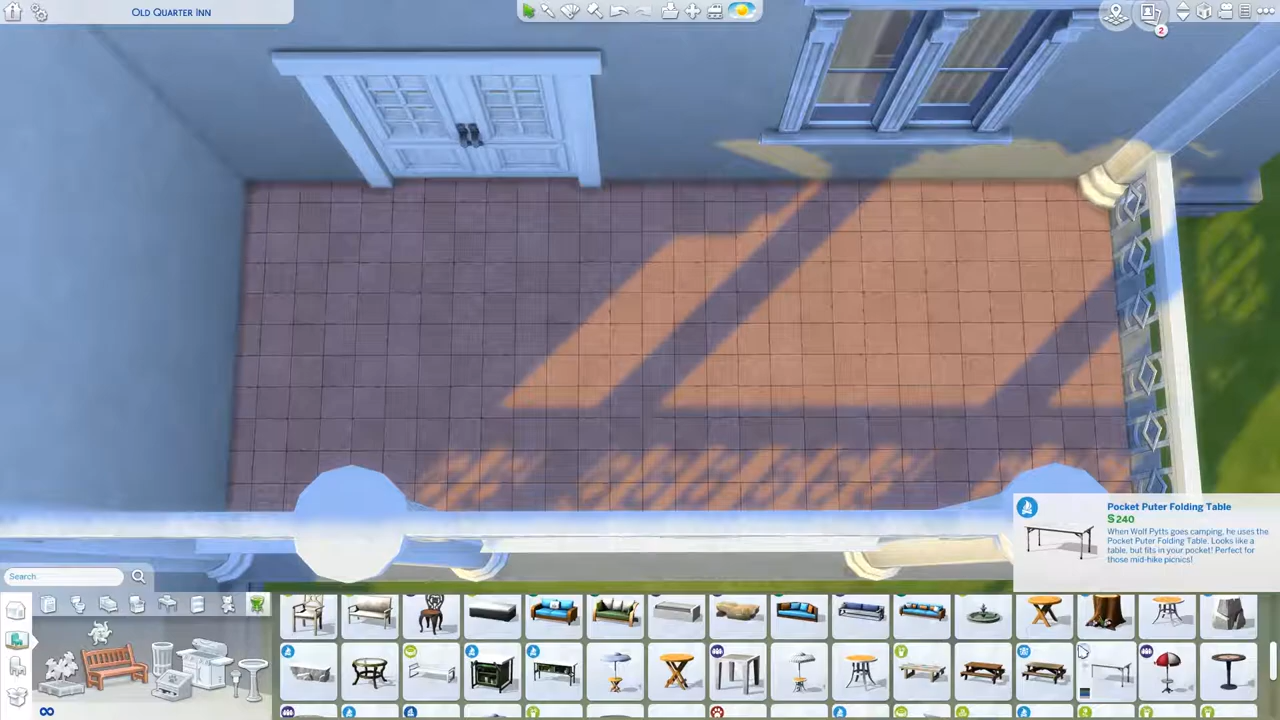 OLD QUARTER INN
2
Pocket Puter Folding Table
§240
When Wolf Pytts goes camping, he uses the
Pocket Puter Folding Table. Looks like a
table, but fits in your pocket! Perfect for
those mid-hike picnics!
Search.